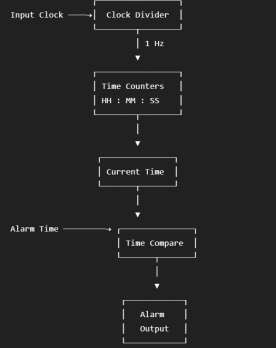 Input Clock
Clock Divider
1 Hz
Time Counters
HH : MM : SS
Current Time
Alarm Time
Time Compare
Alarm
Output